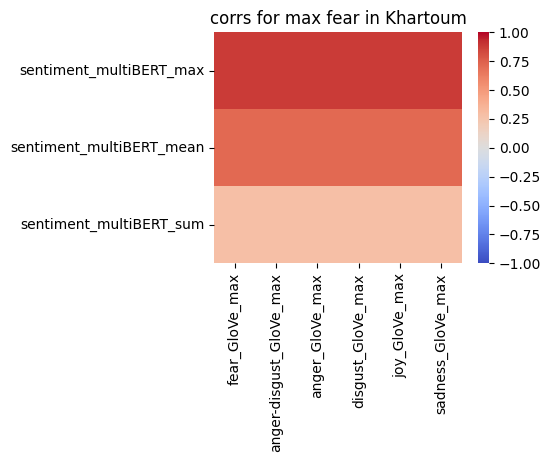 corrs for max fear in Khartoum
sentiment_multiBERT_max
sentiment_multiBERT_mean
sentiment_multiBERT_sum
fear_GloVe_max
anger-disgust_GloVe_max
anger_GloVe_max
disgust_GloVe_max
joy_GloVe_max
sadness_GloVe_max
1.00
0.75
0.50
0.25
0.00
−0.25
−0.50
−0.75
−1.00